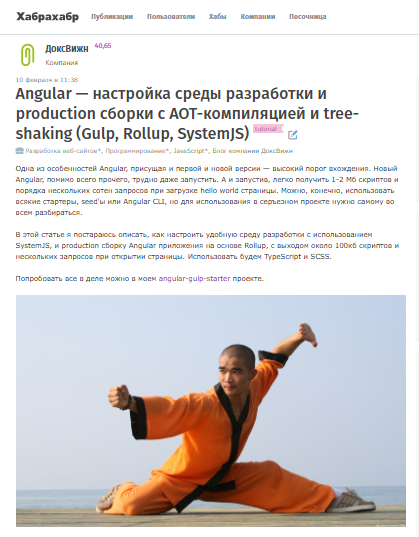 Хабрахабр Публикации Пользователи Хабы Компании Песочница
ДоксВижн 40,65
Компания
10 февраля в 11:38
Angular — настройка среды разработки и
production сборки с AOT-компиляцией и tree-
shaking (Gulp, Rollup, SystemJS) tutorial
Разработка веб-сайтов*, Программирование*, JavaScript*, Блог компании ДоксВижн
Одна из особенностей Angular, присущая и первой и новой версии — высокий порог вхождения. Новый
Angular, помимо всего прочего, трудно даже запустить. А и запустив, легко получить 1-2 Мб скриптов и
порядка нескольких сотен запросов при загрузке hello world страницы. Можно, конечно, использовать
всякие стартеры, seed'ы или Angular CLI, но для использования в серьезном проекте нужно самому во
всем разбираться.
В этой статье я постараюсь описать, как настроить удобную среду разработки с использованием
SystemJS, и production сборку Angular приложения на основе Rollup, с выходом около 100кб скриптов и
нескольких запросов при открытии страницы. Использовать будем TypeScript и SCSS.
Попробовать все в деле можно в моем angular-gulp-starter проекте.